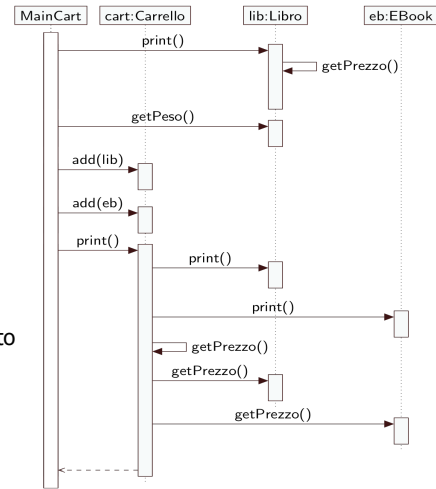 MainCart cart:Carrello lib:Libro eb:EBook
print()
getPrezzo()
getPeso()
add(lib)
add(eb)
print()
print()
print()
to
getPrezzo()
getPrezzo()
getPrezzo()